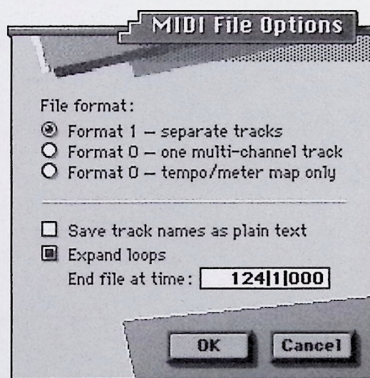 MIDI File Options
File format:
Format 1 — separate tracks
Format 0 — one multi-channel track
Format 0 — tempo/meter map only
Save track names as plain text
Expand loops
End file at time: 124|1|000
OK
Cancel